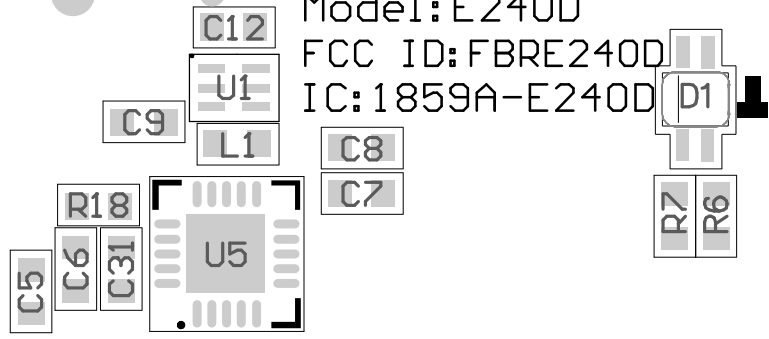 Model:E240D
C12
FCC ID:FBRE240D
U1
IC:1859A-E240D
D1
C9
L1
C8
C7
R18
R7
R6
U5
C6
C31
C5